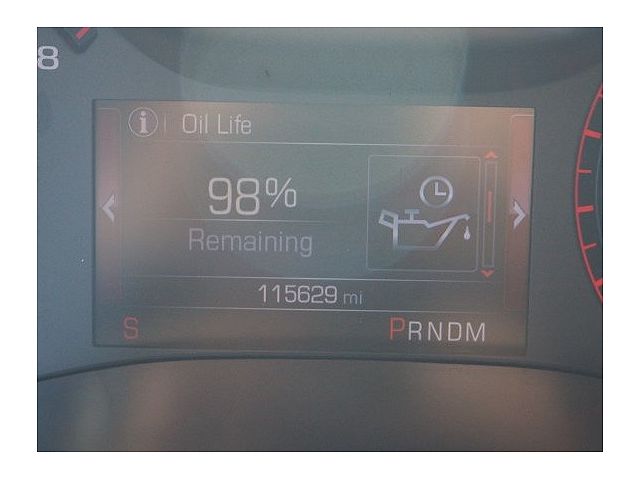 8
i Oil Life
98%
Remaining
115629 mi
S PRNDM